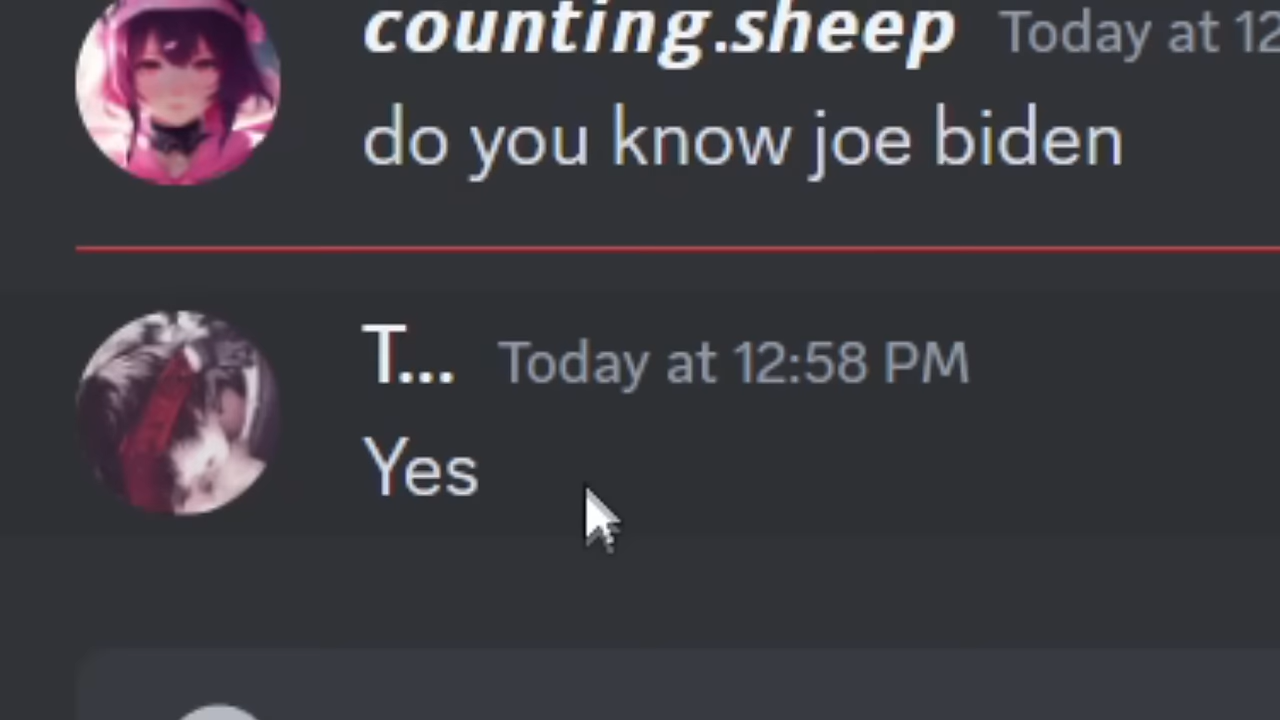 counting.sheep Today at 12
do you know joe biden
T... Today at 12:58 PM
Yes